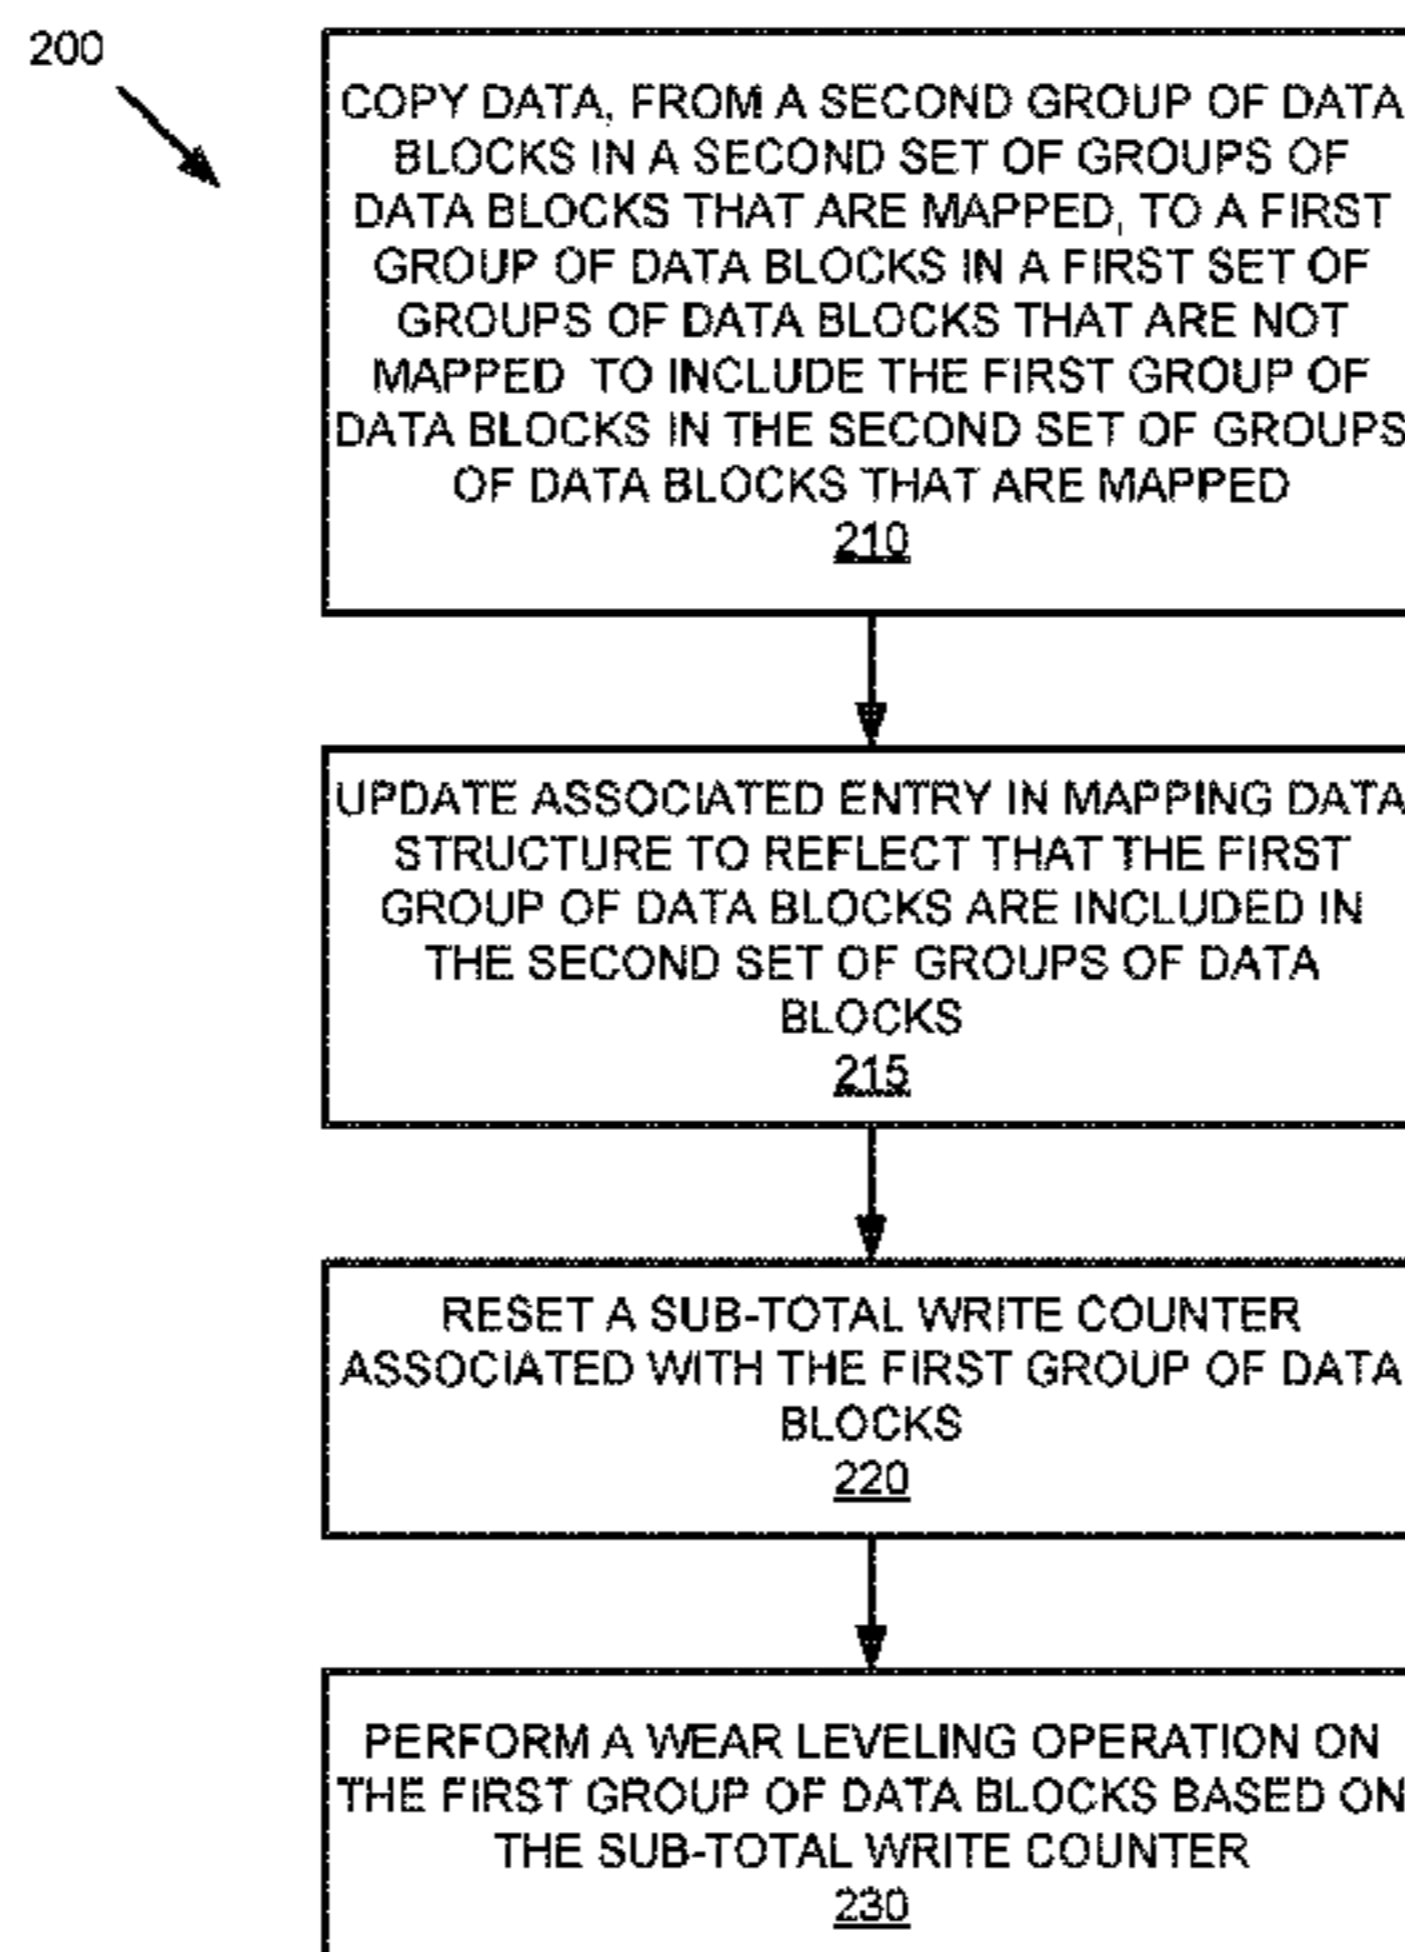 200
COPY DATA, FROM A SECOND GROUP OF DATA
BLOCKS IN A SECOND SET OF GROUPS OF
DATA BLOCKS THAT ARE MAPPED, TO A FIRST
GROUP OF DATA BLOCKS IN A FIRST SET OF
GROUPS OF DATA BLOCKS THAT ARE NOT
MAPPED TO INCLUDE THE FIRST GROUP OF
DATA BLOCKS IN THE SECOND SET OF GROUPS
OF DATA BLOCKS THAT ARE MAPPED
210
UPDATE ASSOCIATED ENTRY IN MAPPING DATA
STRUCTURE TO REFLECT THAT THE FIRST
GROUP OF DATA BLOCKS ARE INCLUDED IN
THE SECOND SET OF GROUPS OF DATA
BLOCKS
215
RESET A SUB-TOTAL WRITE COUNTER
ASSOCIATED WITH THE FIRST GROUP OF DATA
BLOCKS
220
PERFORM A WEAR LEVELING OPERATION ON
THE FIRST GROUP OF DATA BLOCKS BASED ON
THE SUB-TOTAL WRITE COUNTER
230